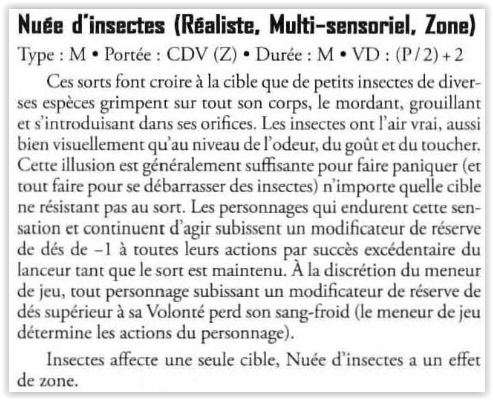 Nuée d'insectes (Réaliste, Multi-sensoriel, Zone)
Type : M • Portée : CDV (Z) • Durée : M • VD : (P / 2) + 2
Ces sorts font croire à la cible que de petits insectes de diver-
ses espèces grimpent sur tout son corps, le mordant, grouillant
et s'introduisant dans ses orifices. Les insectes ont l'air vrai, aussi
bien visuellement qu'au niveau de l'odeur, du goût et du toucher.
Cette illusion est généralement suffisante pour faire paniquer (et
tout faire pour se débarrasser des insectes) n'importe quelle cible
ne résistant pas au sort. Les personnages qui endurent cette sen-
sation et continuent d'agir subissent un modificateur de réserve
de dés de −1 à toutes leurs actions par succès excédentaire du
lanceur tant que le sort est maintenu. À la discrétion du meneur
de jeu, tout personnage subissant un modificateur de réserve de
dés supérieur à sa Volonté perd son sang-froid (le meneur de jeu
détermine les actions du personnage).
Insectes affecte une seule cible, Nuée d'insectes a un effet
de zone.